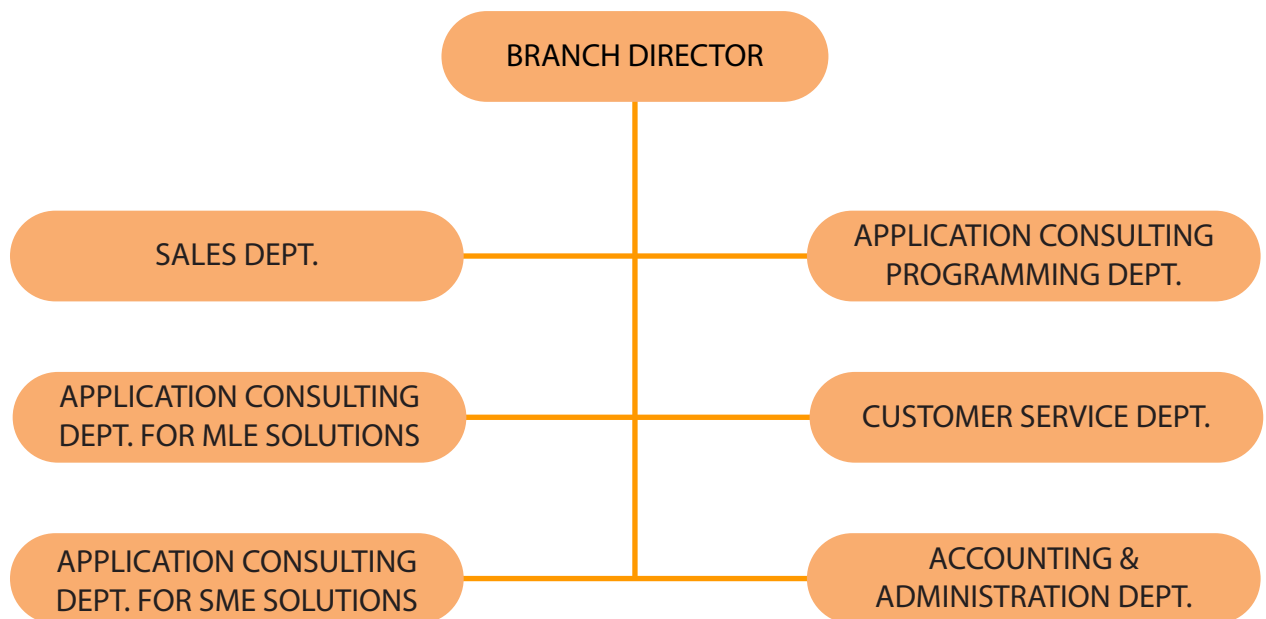 BRANCH DIRECTOR
SALES DEPT.
APPLICATION CONSULTING
PROGRAMMING DEPT.
APPLICATION CONSULTING
DEPT. FOR MLE SOLUTIONS
CUSTOMER SERVICE DEPT.
APPLICATION CONSULTING
DEPT. FOR SME SOLUTIONS
ACCOUNTING &
ADMINISTRATION DEPT.